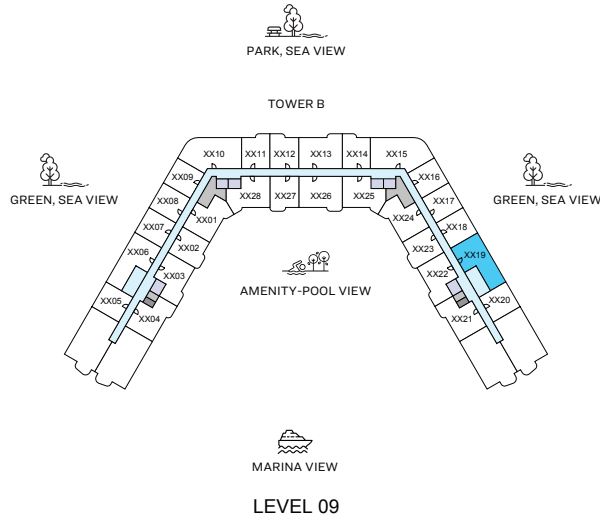 PARK, SEA VIEW
TOWER B
XX10 XX11 XX12 XX13 XX14 XX15
XX09 XX16
GREEN, SEA VIEW GREEN, SEA VIEW
XX08 XX01 XX28 XX27 XX26 XX25 XX24 XX17
XX07 XX02 XX23 XX18
XX06 XX03 XX22 XX19
AMENITY-POOL VIEW
XX05 XX04 XX21 XX20
MARINA VIEW
LEVEL 09